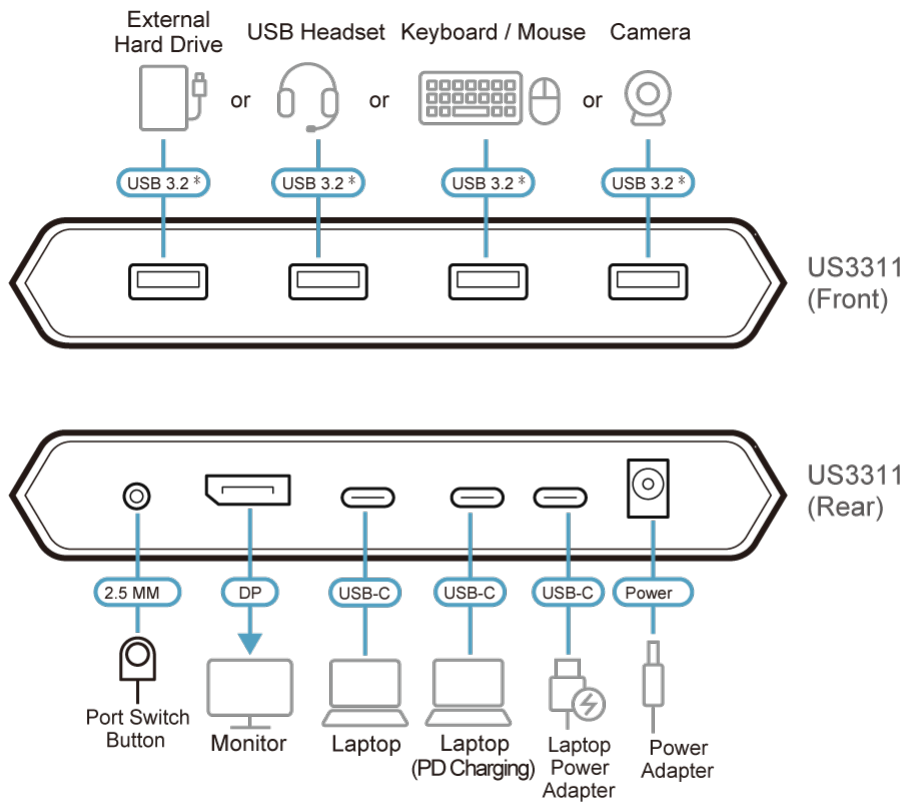 External
Hard Drive
USB Headset
Keyboard / Mouse
Camera
or
or
or
USB 3.2 *
USB 3.2 *
USB 3.2 *
USB 3.2 *
US3311
(Front)
US3311
(Rear)
2.5 MM
DP
USB-C
USB-C
USB-C
Power
Port Switch
Button
Monitor
Laptop
Laptop
(PD Charging)
Laptop
Power
Adapter
Power
Adapter